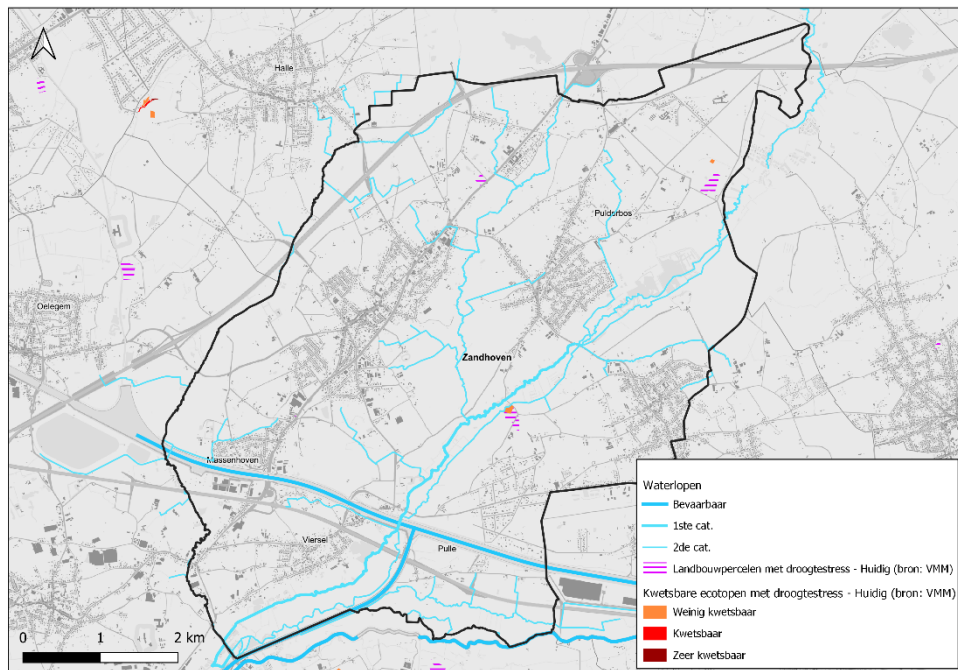 Halle
Pulderbos
Oelegem
Zandhoven
Massenhoven
Viersel
Pulle
0 1 2 km
Waterlopen
Bevaarbaar
1ste cat.
2de cat.
Landbouwpercelen met droogtestress - Huidig (bron: VMM)
Kwetsbare ecotopen met droogtestress - Huidig (bron: VMM)
Weinig kwetsbaar
Kwetsbaar
Zeer kwetsbaar